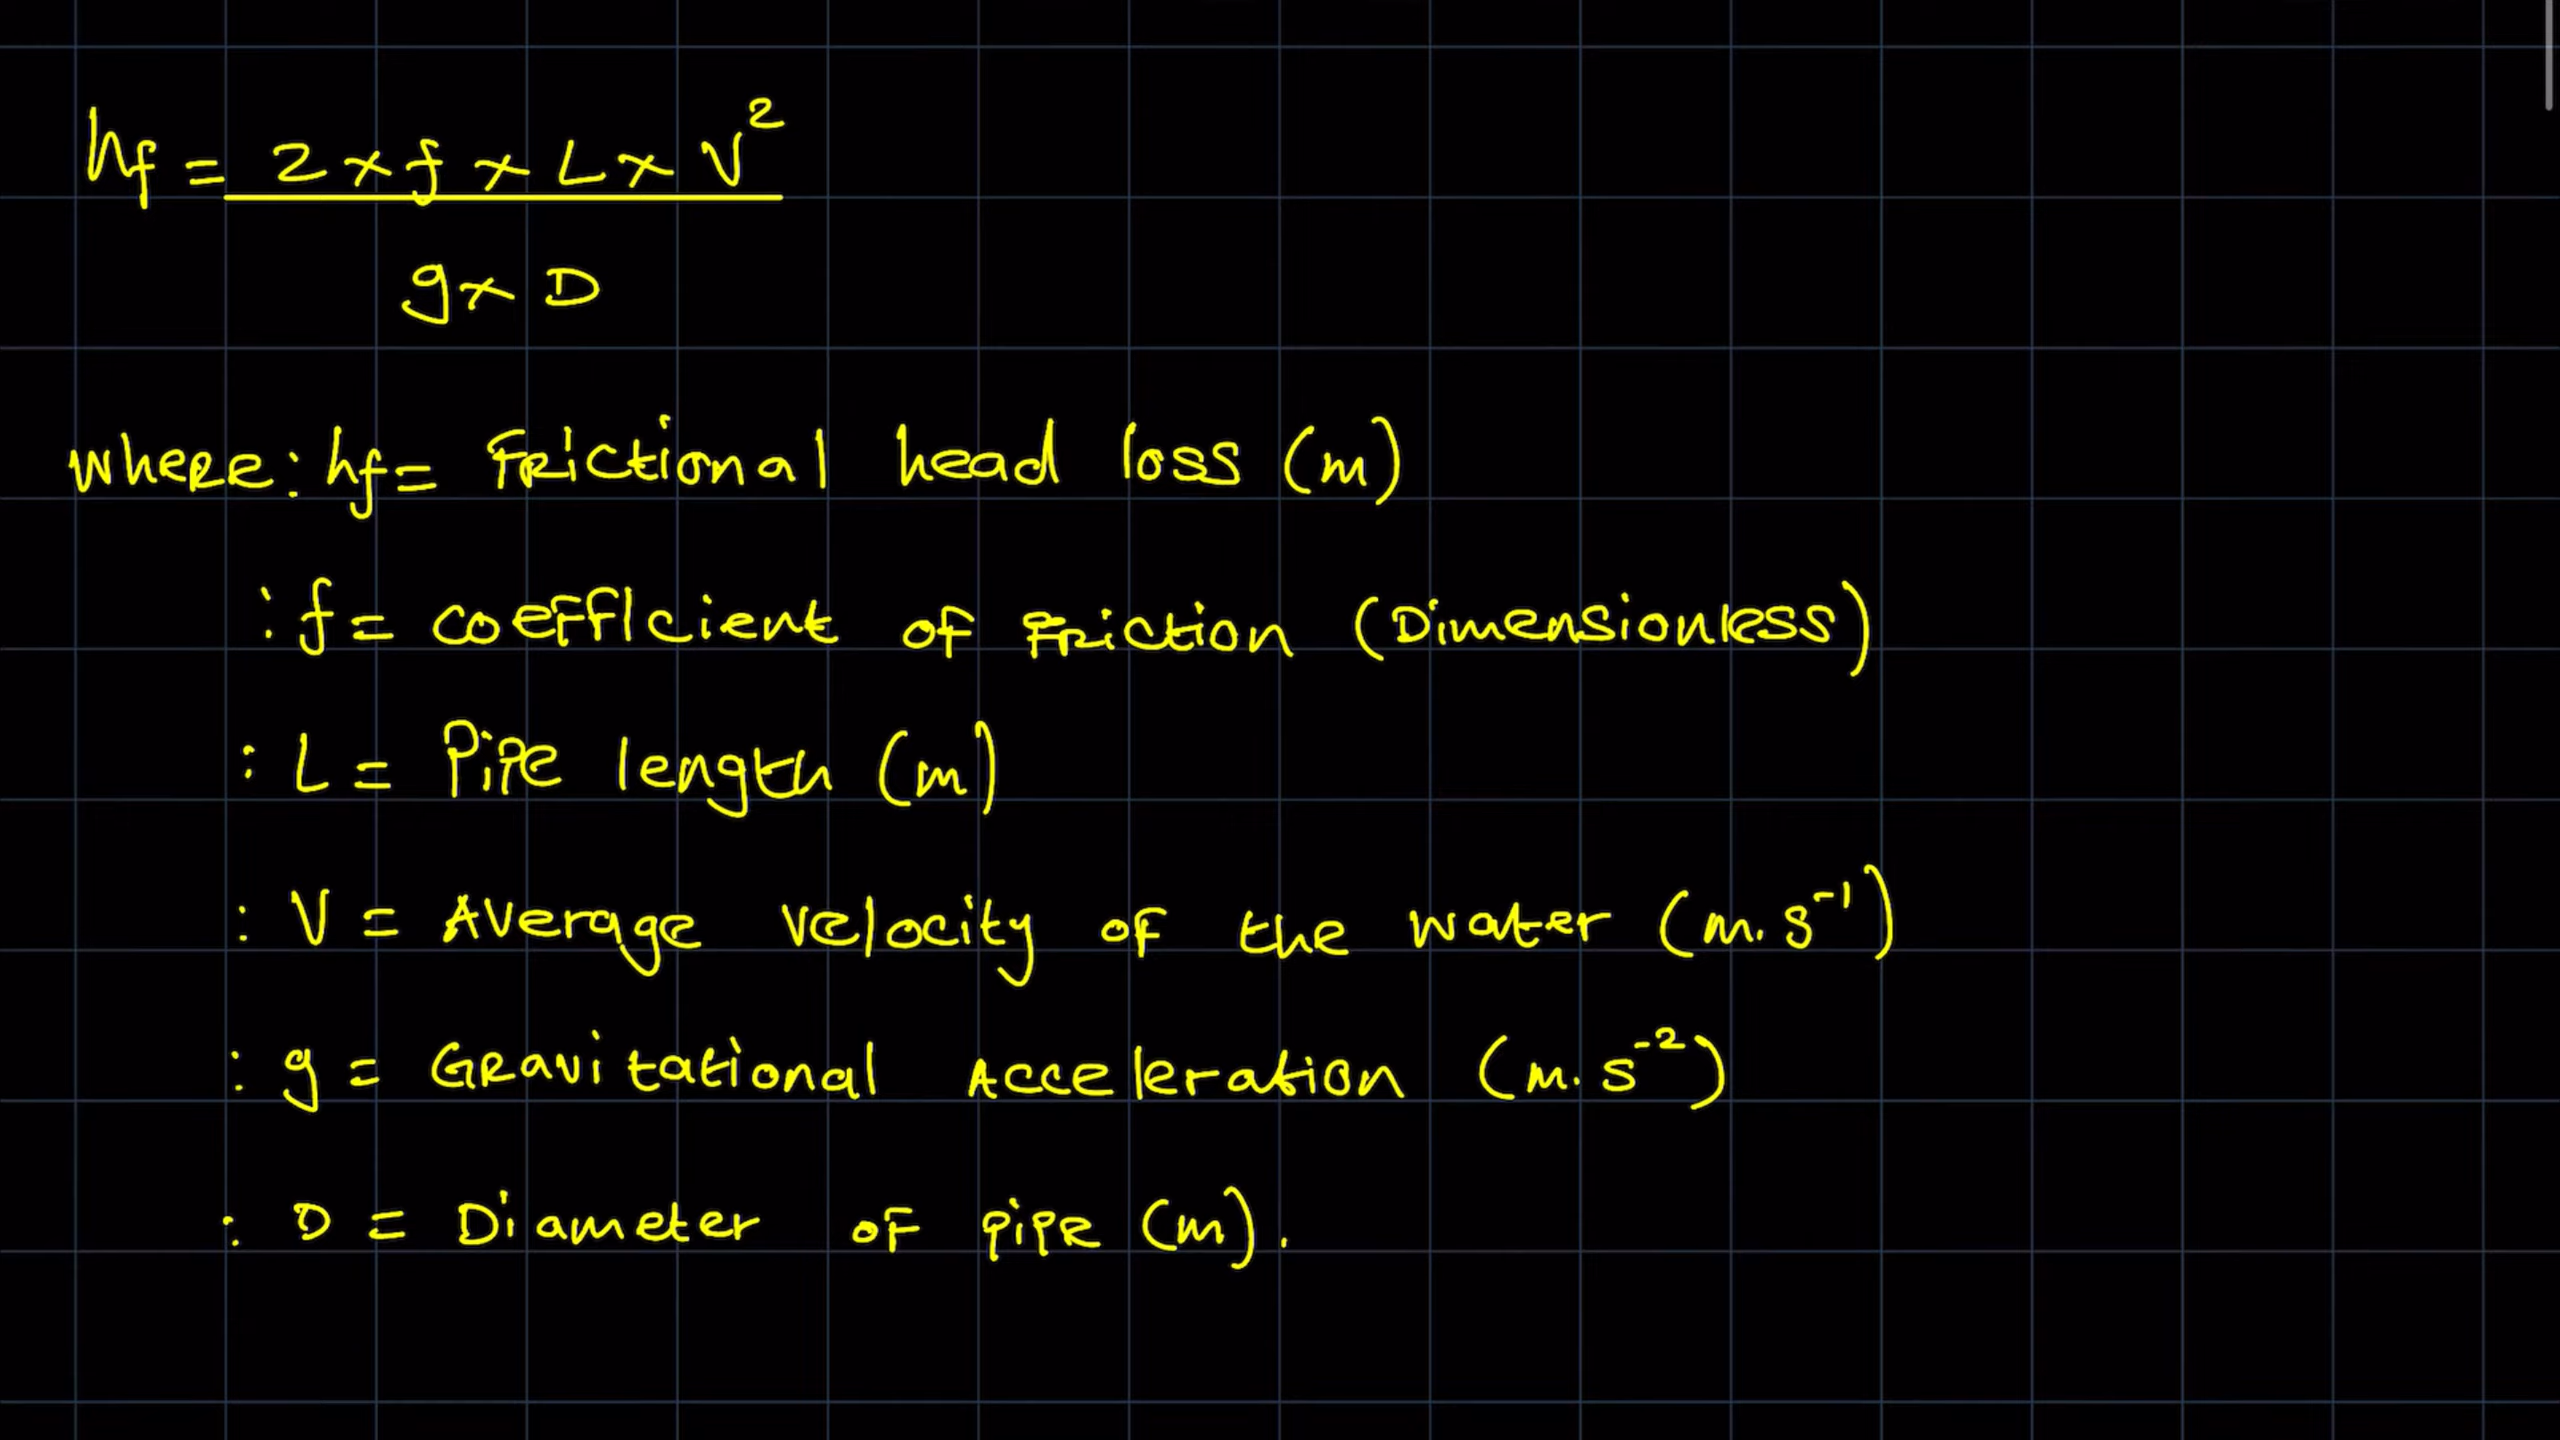 hf = 2 × f × L × V²
g × D
where: hf = Frictional head loss (m)
: f = coefficient of friction (Dimensionless)
: L = Pipe length (m)
: V = Average velocity of the water (m.s⁻¹)
: g = Gravitational Acceleration (m.s⁻²)
: D = Diameter of pipe (m).